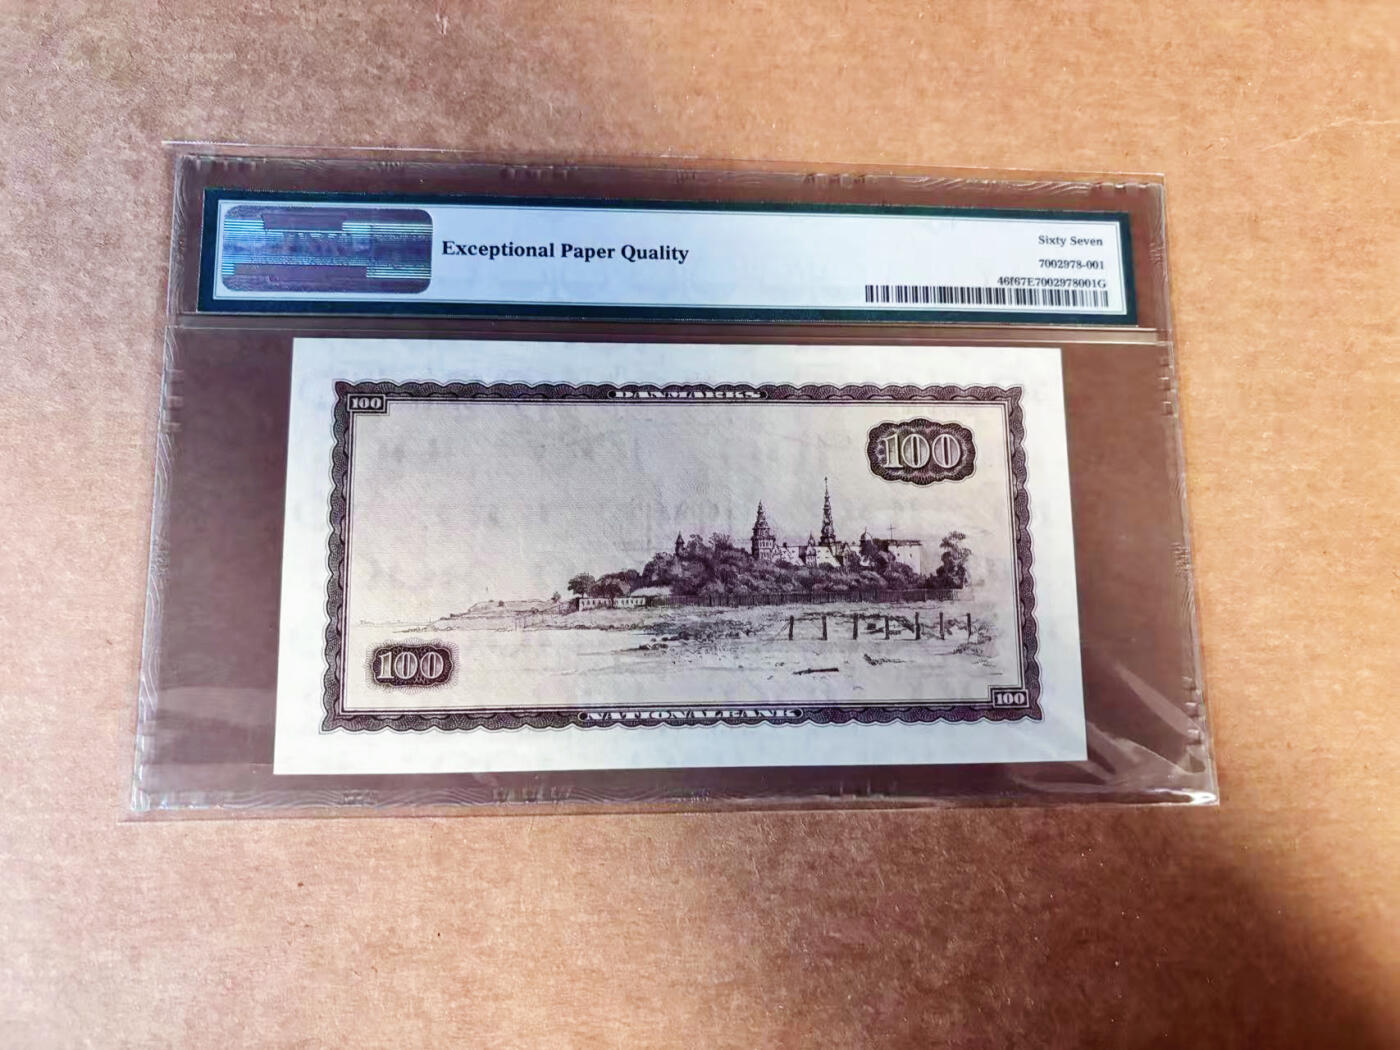 Exceptional Paper Quality
Sixty Seven
7002978-001
46f67E7002978001G
DANMARKS
100
100
100
100
NATIONALBANK